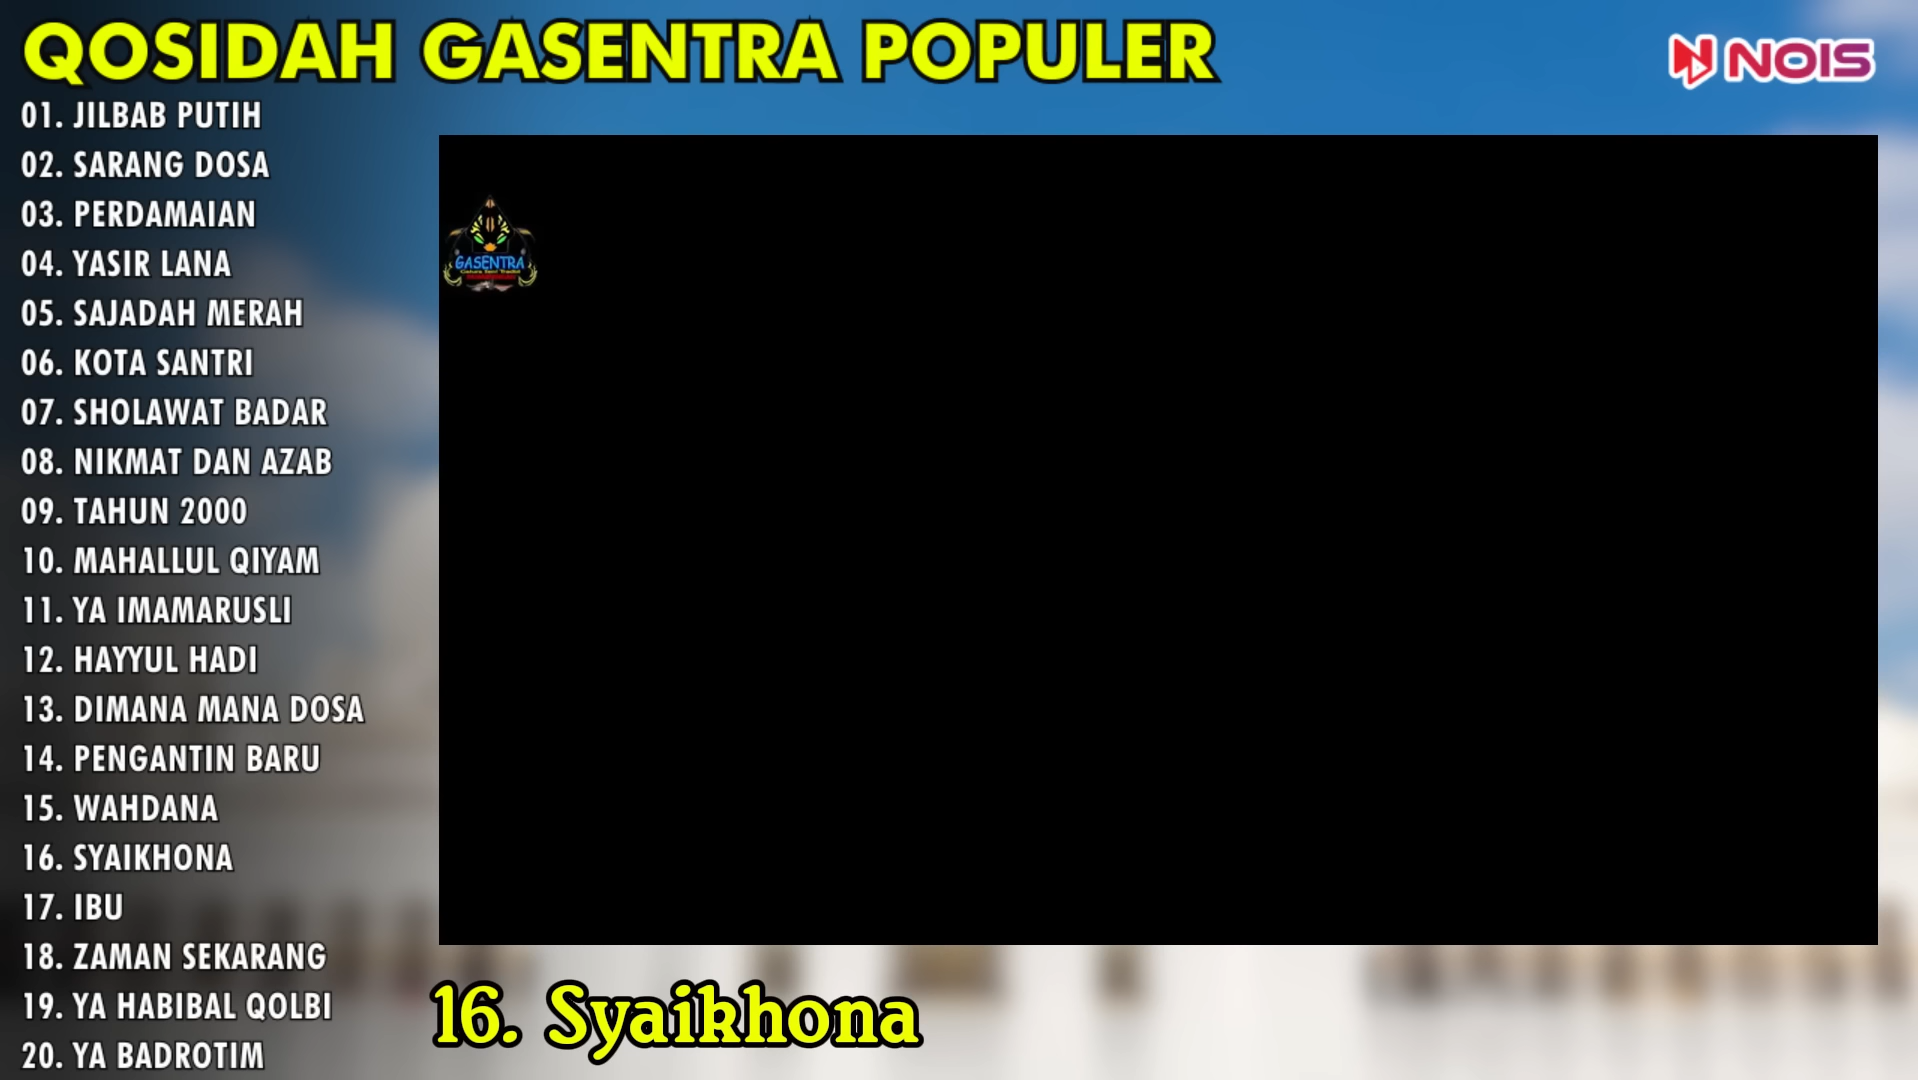 QOSIDAH GASENTRA POPULER
NOIS
01. JILBAB PUTIH
02. SARANG DOSA
03. PERDAMAIAN
04. YASIR LANA
05. SAJADAH MERAH
06. KOTA SANTRI
07. SHOLAWAT BADAR
08. NIKMAT DAN AZAB
09. TAHUN 2000
10. MAHALLUL QIYAM
11. YA IMAMARUSLI
12. HAYYUL HADI
13. DIMANA MANA DOSA
14. PENGANTIN BARU
15. WAHDANA
16. SYAIKHONA
17. IBU
18. ZAMAN SEKARANG
19. YA HABIBAL QOLBI
20. YA BADROTIM
GASENTRA
16. Syaikhona